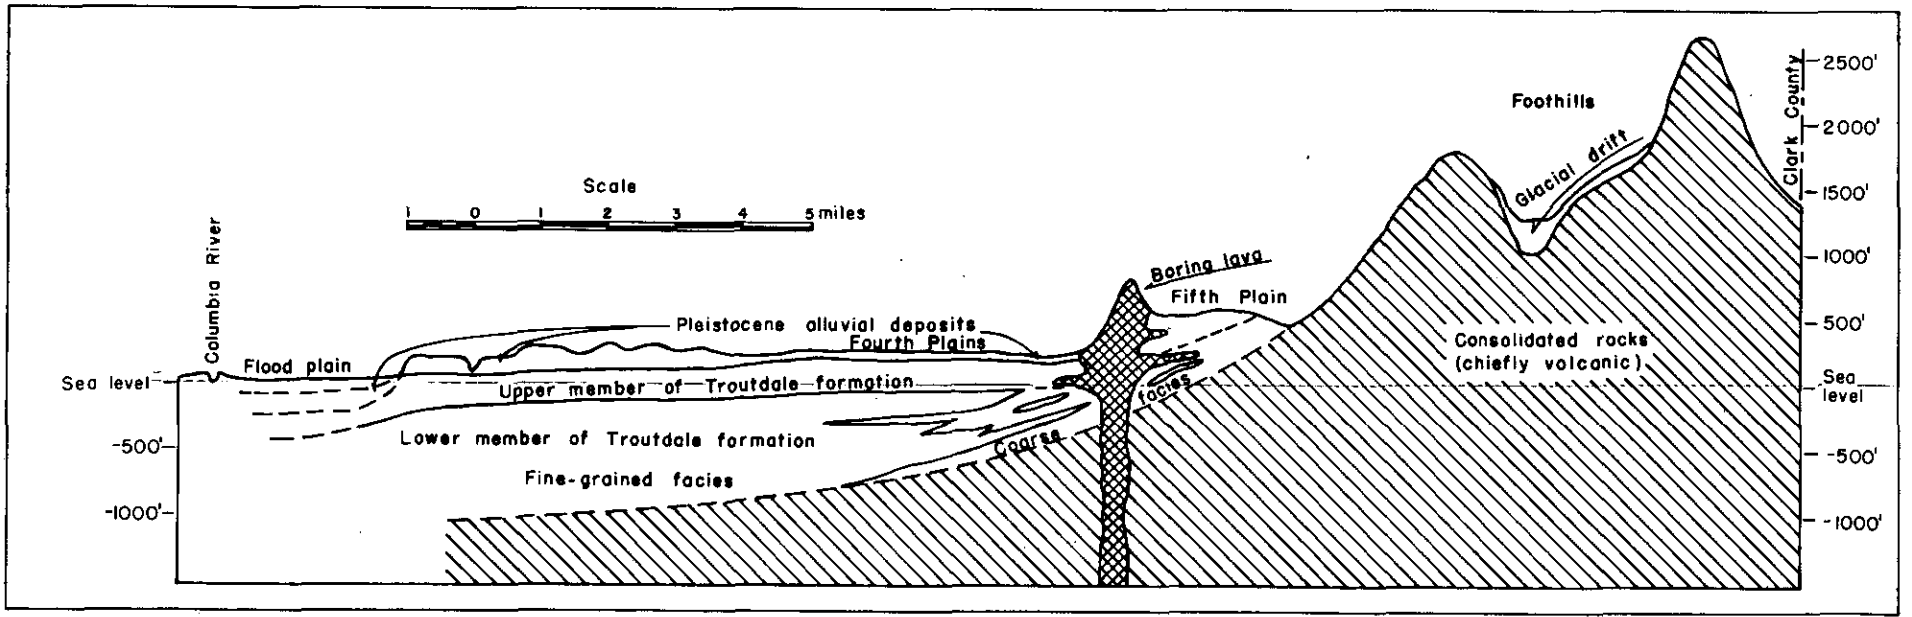 2500'
Clark County
Foothills
2000'
Glacial drift
Scale
1 0 1 2 3 4 5 miles
1500'
Columbia River
Boring lava
1000'
Fifth Plain
Pleistocene alluvial deposits
500'
Fourth Plains
Consolidated rocks
(chiefly volcanic)
Flood plain
Sea level
Upper member of Troutdale formation
Sea
level
facies
Lower member of Troutdale formation
Coarse
-500'
-500'
Fine-grained facies
-1000'
-1000'